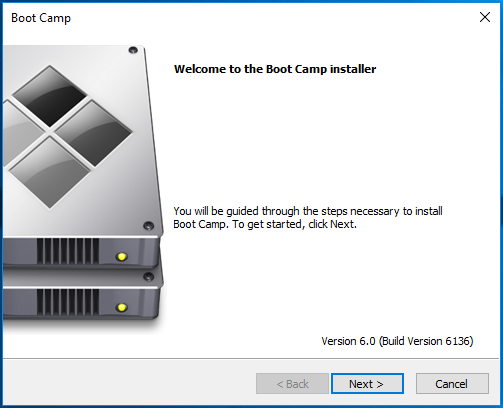 Boot Camp
Welcome to the Boot Camp installer
You will be guided through the steps necessary to install
Boot Camp. To get started, click Next.
Version 6.0 (Build Version 6136)
< Back
Next >
Cancel